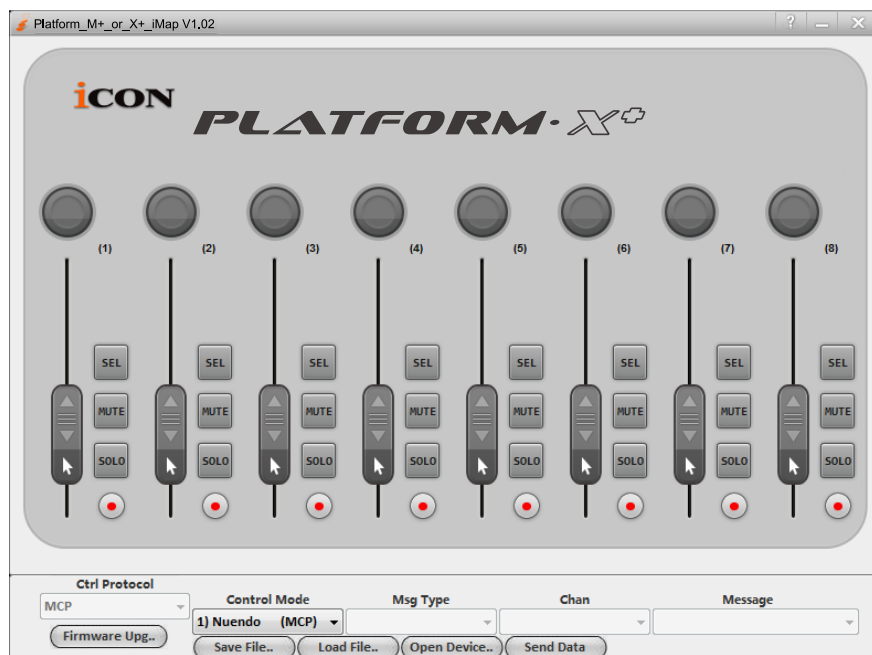 Platform_M+_or_X+_iMap V1.02
?
iCON
PLATFORM·X+
(1) (2) (3) (4) (5) (6) (7) (8)
SEL SEL SEL SEL SEL SEL SEL SEL
MUTE MUTE MUTE MUTE MUTE MUTE MUTE MUTE
SOLO SOLO SOLO SOLO SOLO SOLO SOLO SOLO
Ctrl Protocol
MCP
Control Mode Msg Type Chan Message
1) Nuendo (MCP)
Firmware Upg..
Save File.. Load File.. Open Device.. Send Data